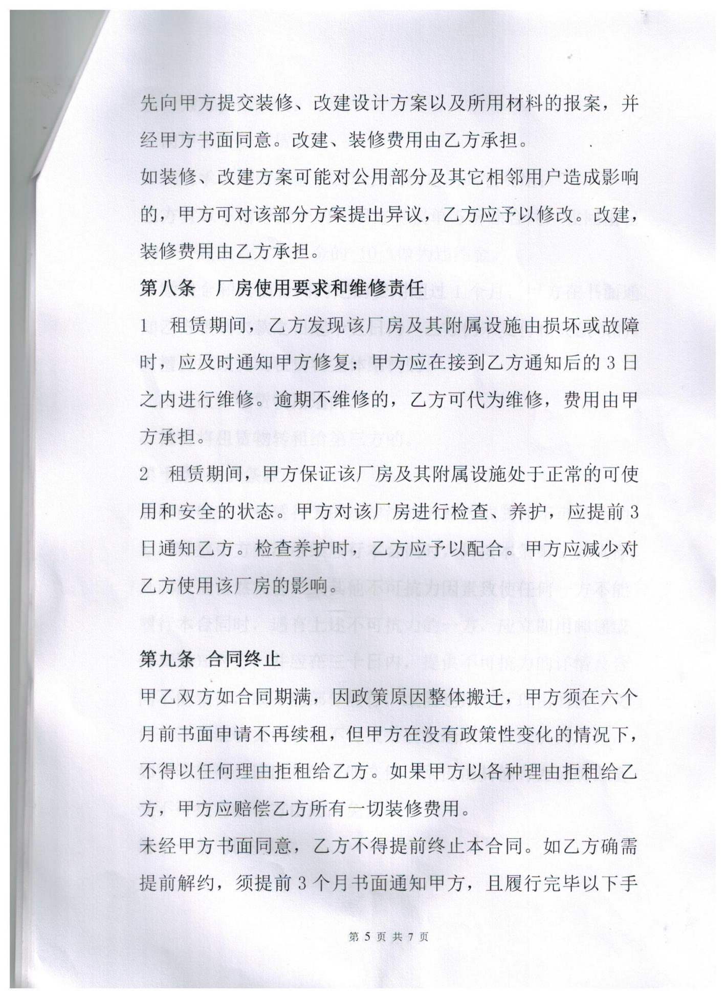 先向甲方提交装修、改建设计方案以及所用材料的报案，并
经甲方书面同意。改建、装修费用由乙方承担。
如装修、改建方案可能对公用部分及其它相邻用户造成影响
的，甲方可对该部分方案提出异议，乙方应予以修改。改建，
装修费用由乙方承担。
第八条　厂房使用要求和维修责任
1　租赁期间，乙方发现该厂房及其附属设施由损坏或故障
时，应及时通知甲方修复；甲方应在接到乙方通知后的 3 日
之内进行维修。逾期不维修的，乙方可代为维修，费用由甲
方承担。
2　租赁期间，甲方保证该厂房及其附属设施处于正常的可使
用和安全的状态。甲方对该厂房进行检查、养护，应提前 3
日通知乙方。检查养护时，乙方应予以配合。甲方应减少对
乙方使用该厂房的影响。
第九条 合同终止
甲乙双方如合同期满，因政策原因整体搬迁，甲方须在六个
月前书面申请不再续租，但甲方在没有政策性变化的情况下，
不得以任何理由拒租给乙方。如果甲方以各种理由拒租给乙
方，甲方应赔偿乙方所有一切装修费用。
未经甲方书面同意，乙方不得提前终止本合同。如乙方确需
提前解约，须提前 3 个月书面通知甲方，且履行完毕以下手
第 5 页 共 7 页